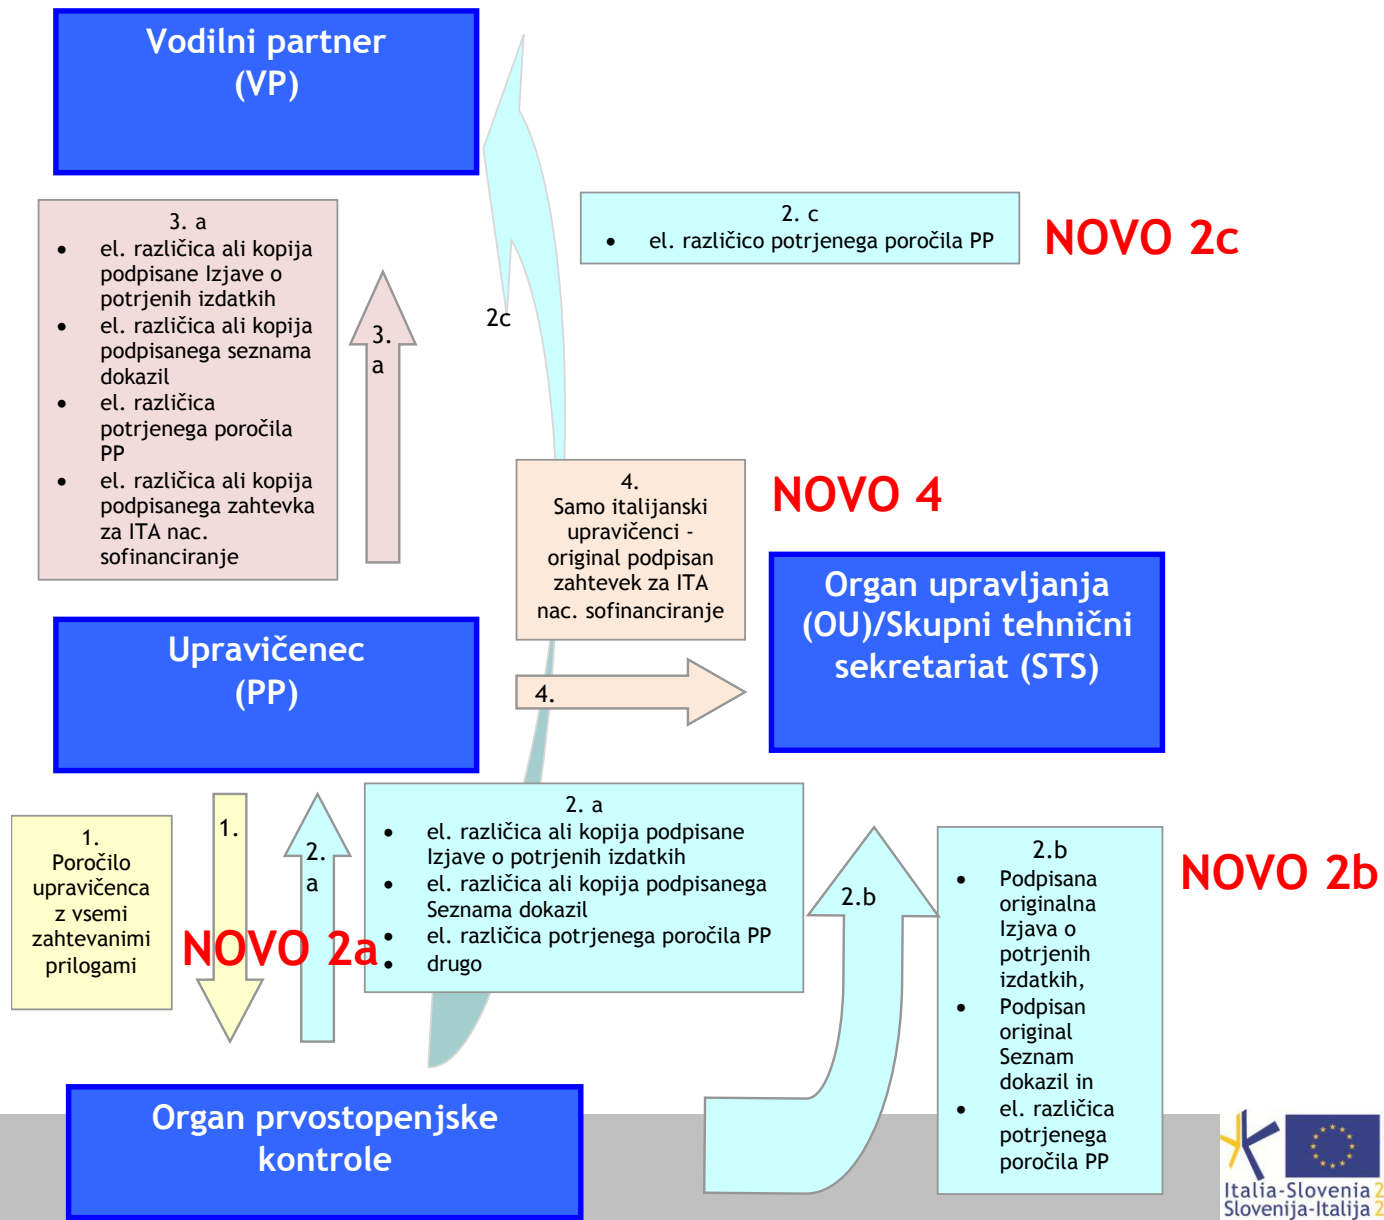 Vodilni partner
(VP)
2. c
• el. različico potrjenega poročila PP
NOVO 2c
3. a
• el. različica ali kopija
podpisane Izjave o
potrjenih izdatkih
• el. različica ali kopija
podpisanega seznama
dokazil
• el. različica
potrjenega poročila
PP
• el. različica ali kopija
podpisanega zahtevka
za ITA nac.
sofinanciranje
3.
a
2c
4.
Samo italijanski
upravičenci -
original podpisan
zahtevek za ITA
nac. sofinanciranje
NOVO 4
Organ upravljanja
(OU)/Skupni tehnični
sekretariat (STS)
Upravičenec
(PP)
4.
1.
Poročilo
upravičenca
z vsemi
zahtevanimi
prilogami
1.
2.
a
NOVO 2a
2. a
• el. različica ali kopija podpisane
Izjave o potrjenih izdatkih
• el. različica ali kopija podpisanega
Seznama dokazil
• el. različica potrjenega poročila PP
• drugo
2.b
2.b
• Podpisana
originalna
Izjava o
potrjenih
izdatkih,
• Podpisan
original
Seznam
dokazil in
• el. različica
potrjenega
poročila PP
NOVO 2b
Organ prvostopenjske
kontrole
Italia-Slovenia 2
Slovenija-Italija 2